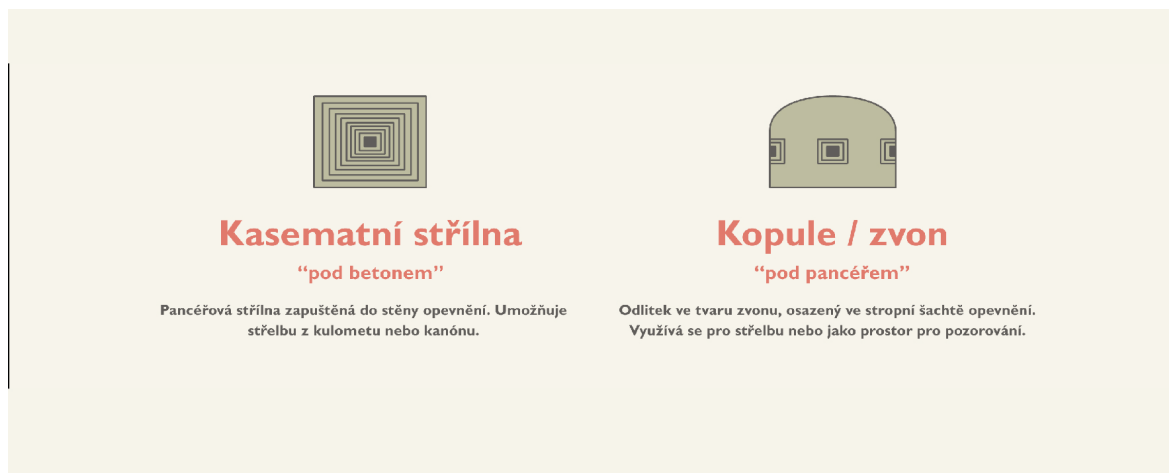 Kasematní střílna
“pod betonem”
Pancéřová střílna zapuštěná do stěny opevnění. Umožňuje
střelbu z kulometu nebo kanónu.
Kopule / zvon
“pod pancéřem”
Odlitek ve tvaru zvonu, osazený ve stropní šachtě opevnění.
Využívá se pro střelbu nebo jako prostor pro pozorování.